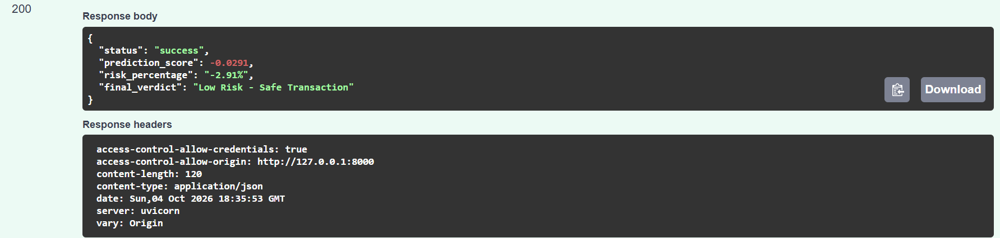 200
Response body
{
  "status": "success",
  "prediction_score": -0.0291,
  "risk_percentage": "-2.91%",
  "final_verdict": "Low Risk - Safe Transaction"
}
Download
Response headers
access-control-allow-credentials: true
access-control-allow-origin: http://127.0.0.1:8000
content-length: 120
content-type: application/json
date: Sun,04 Oct 2026 18:35:53 GMT
server: uvicorn
vary: Origin